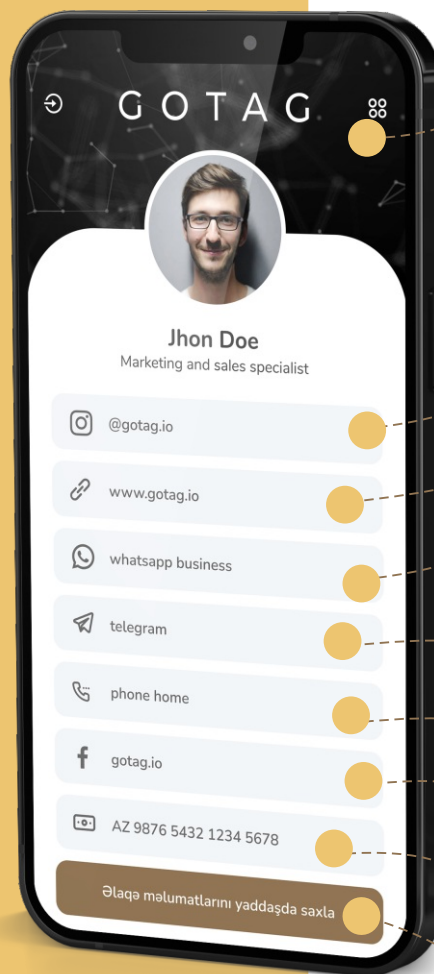 GOTAG
Jhon Doe
Marketing and sales specialist
@gotag.io
www.gotag.io
whatsapp business
telegram
phone home
gotag.io
AZ 9876 5432 1234 5678
Əlaqə məlumatlarını yaddaşda saxla